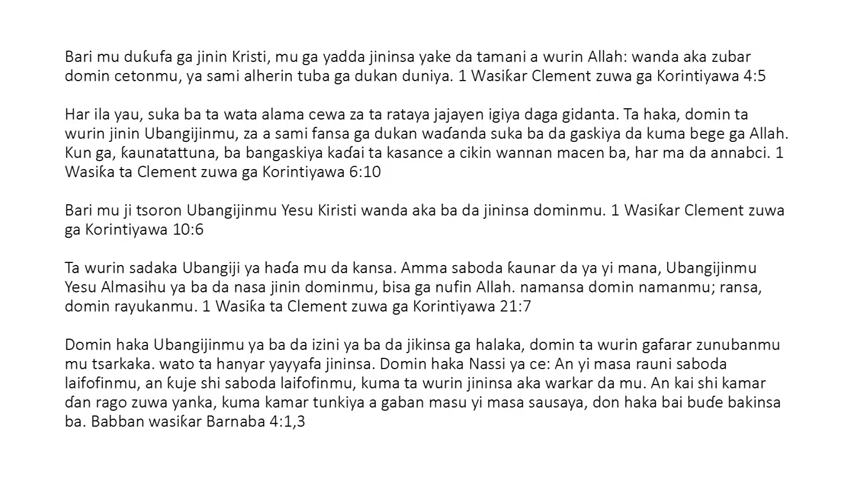 Bari mu duƙufa ga jinin Kristi, mu ga yadda jininsa yake da tamani a wurin Allah: wanda aka zubar
domin cetonmu, ya sami alherin tuba ga dukan duniya. 1 Wasiƙar Clement zuwa ga Korintiyawa 4:5
Har ila yau, suka ba ta wata alama cewa za ta rataya jajayen igiya daga gidanta. Ta haka, domin ta
wurin jinin Ubangijinmu, za a sami fansa ga dukan waɗanda suka ba da gaskiya da kuma bege ga Allah.
Kun ga, ƙaunatattuna, ba bangaskiya kaɗai ta kasance a cikin wannan macen ba, har ma da annabci. 1
Wasiƙa ta Clement zuwa ga Korintiyawa 6:10
Bari mu ji tsoron Ubangijinmu Yesu Kiristi wanda aka ba da jininsa dominmu. 1 Wasiƙar Clement zuwa
ga Korintiyawa 10:6
Ta wurin sadaka Ubangiji ya haɗa mu da kansa. Amma saboda ƙaunar da ya yi mana, Ubangijinmu
Yesu Almasihu ya ba da nasa jinin dominmu, bisa ga nufin Allah. namansa domin namanmu; ransa,
domin rayukanmu. 1 Wasiƙa ta Clement zuwa ga Korintiyawa 21:7
Domin haka Ubangijinmu ya ba da izini ya ba da jikinsa ga halaka, domin ta wurin gafarar zunubanmu
mu tsarkaka. wato ta hanyar yayyafa jininsa. Domin haka Nassi ya ce: An yi masa rauni saboda
laifofinmu, an ƙuje shi saboda laifofinmu, kuma ta wurin jininsa aka warkar da mu. An kai shi kamar
ɗan rago zuwa yanka, kuma kamar tunkiya a gaban masu yi masa sausaya, don haka bai buɗe bakinsa
ba. Babban wasiƙar Barnaba 4:1,3